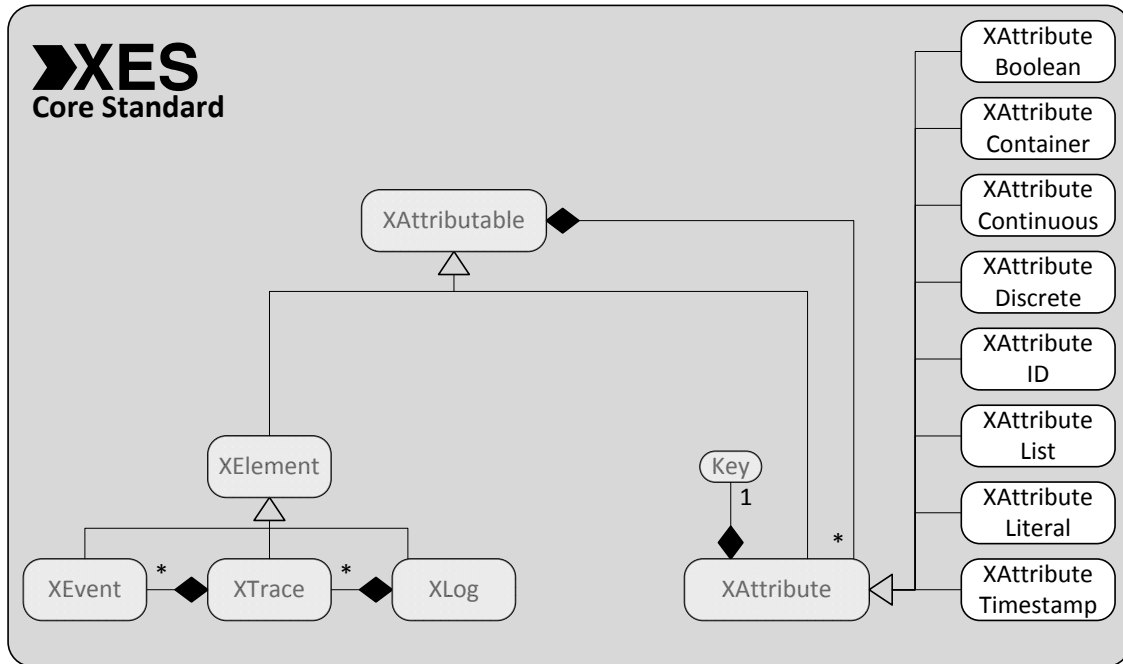 XES
Core Standard
XAttribute
Boolean
XAttribute
Container
XAttribute
Continuous
XAttributable
XAttribute
Discrete
XAttribute
ID
XAttribute
List
XElement
Key
1
XAttribute
Literal
*
*
*
XEvent
XTrace
XLog
XAttribute
XAttribute
Timestamp